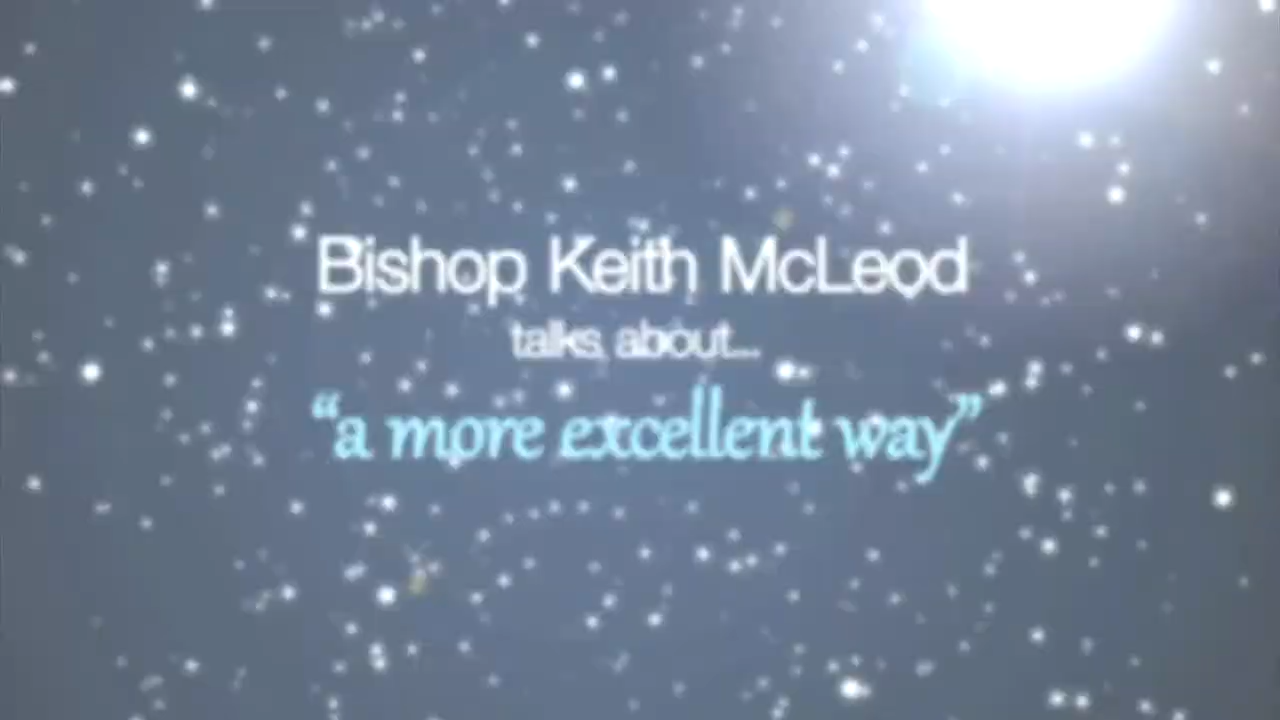 Bishop Keith McLeod
talks about...
“a more excellent way”